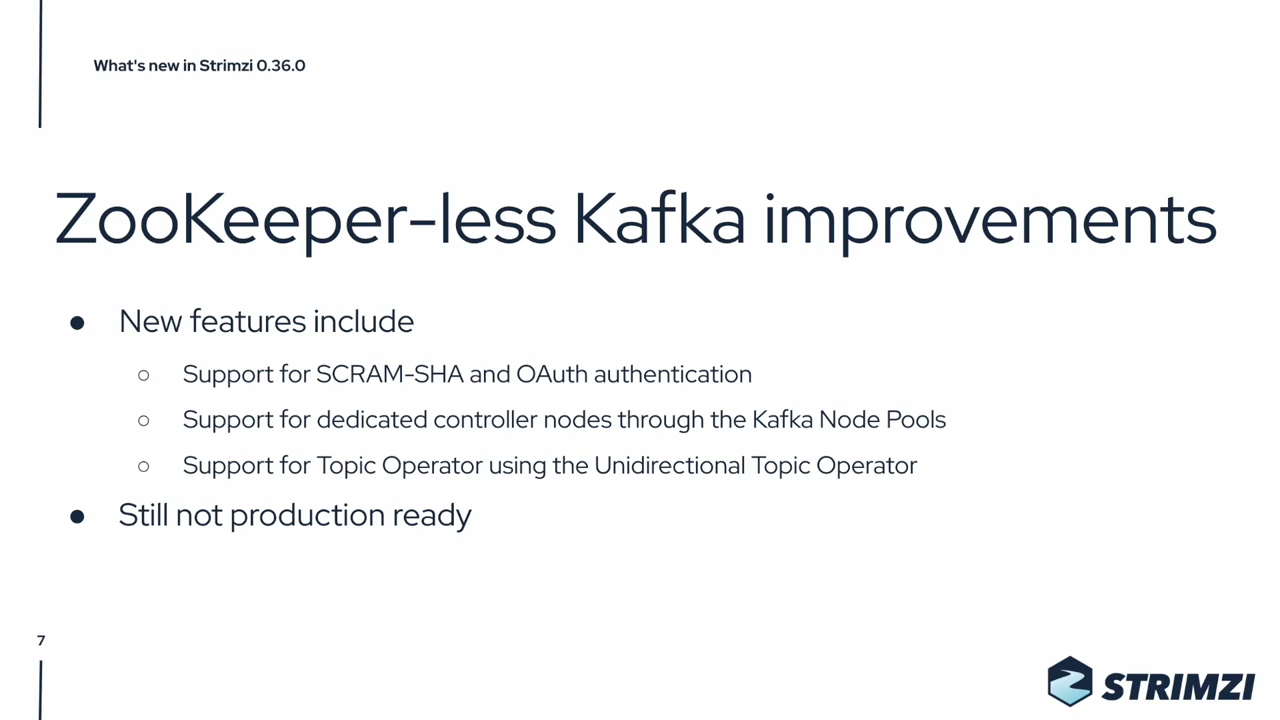 What's new in Strimzi 0.36.0
ZooKeeper-less Kafka improvements
● New features include
○ Support for SCRAM-SHA and OAuth authentication
○ Support for dedicated controller nodes through the Kafka Node Pools
○ Support for Topic Operator using the Unidirectional Topic Operator
● Still not production ready
7
STRIMZI